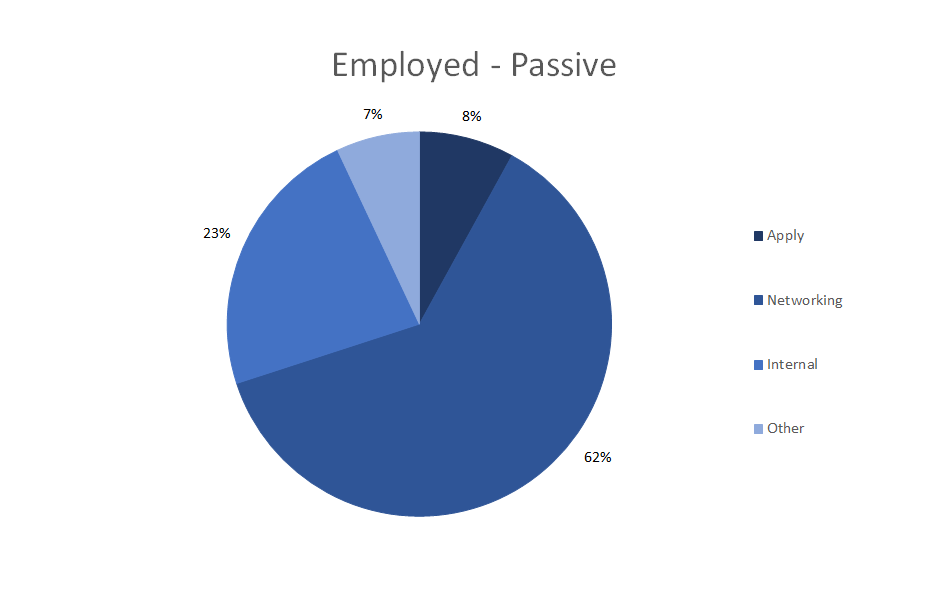 Employed - Passive
7%
8%
23%
62%
Apply
Networking
Internal
Other